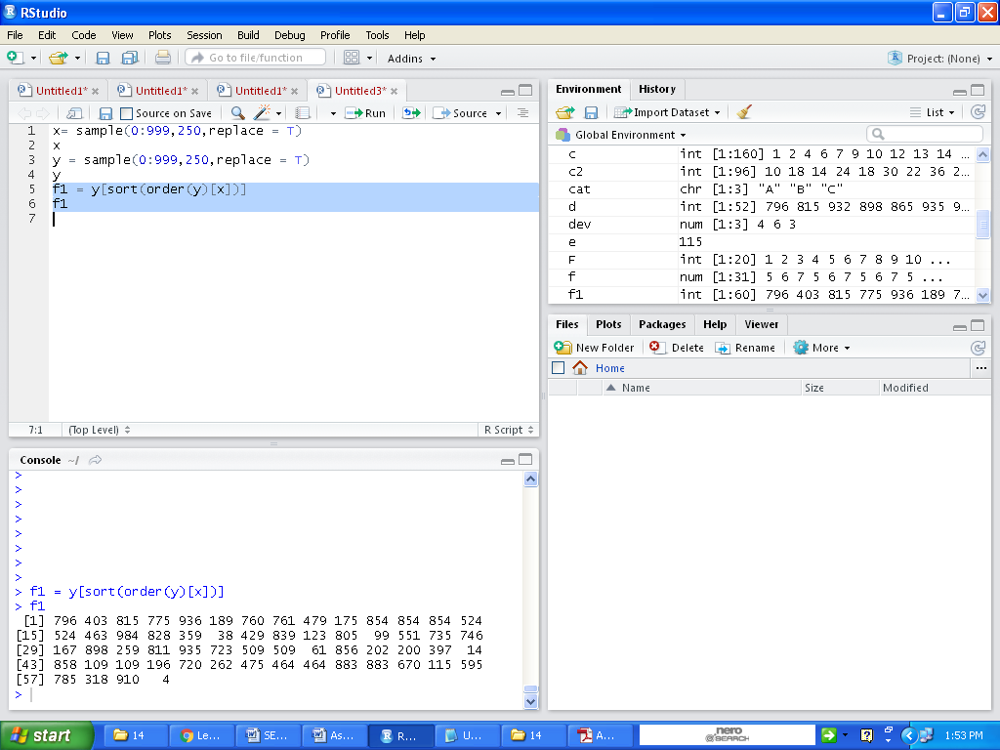 RStudio
File Edit Code View Plots Session Build Debug Profile Tools Help
Go to file/function Addins Project: (None)
Untitled1* Untitled1* Untitled1* Untitled3*
Source on Save Run Source
1 x= sample(0:999,250,replace = T)
2 x
3 y = sample(0:999,250,replace = T)
4 y
5 f1 = y[sort(order(y)[x])]
6 f1
7
7:1 (Top Level) R Script
Console ~/
>
>
>
>
>
>
>
>
> f1 = y[sort(order(y)[x])]
> f1
[1] 796 403 815 775 936 189 760 761 479 175 854 854 854 524
[15] 524 463 984 828 359 38 429 839 123 805 99 551 735 746
[29] 167 898 259 811 935 723 509 509 61 856 202 200 397 14
[43] 858 109 109 196 720 262 475 464 464 883 883 670 115 595
[57] 785 318 910 4
>
Environment History
Import Dataset List
Global Environment
c int [1:160] 1 2 4 6 7 9 10 12 13 14 ...
c2 int [1:96] 10 18 14 24 18 30 22 36 2...
cat chr [1:3] "A" "B" "C"
d int [1:52] 796 815 932 898 865 935 9...
dev num [1:3] 4 6 3
e 115
F int [1:20] 1 2 3 4 5 6 7 8 9 10 ...
f num [1:31] 5 6 7 5 6 7 5 6 7 5 ...
f1 int [1:60] 796 403 815 775 936 189 7...
Files Plots Packages Help Viewer
New Folder Delete Rename More
Home ...
Name Size Modified
start 14 Le... SE... As... R... U... 14 A... nero SEARCH 1:53 PM